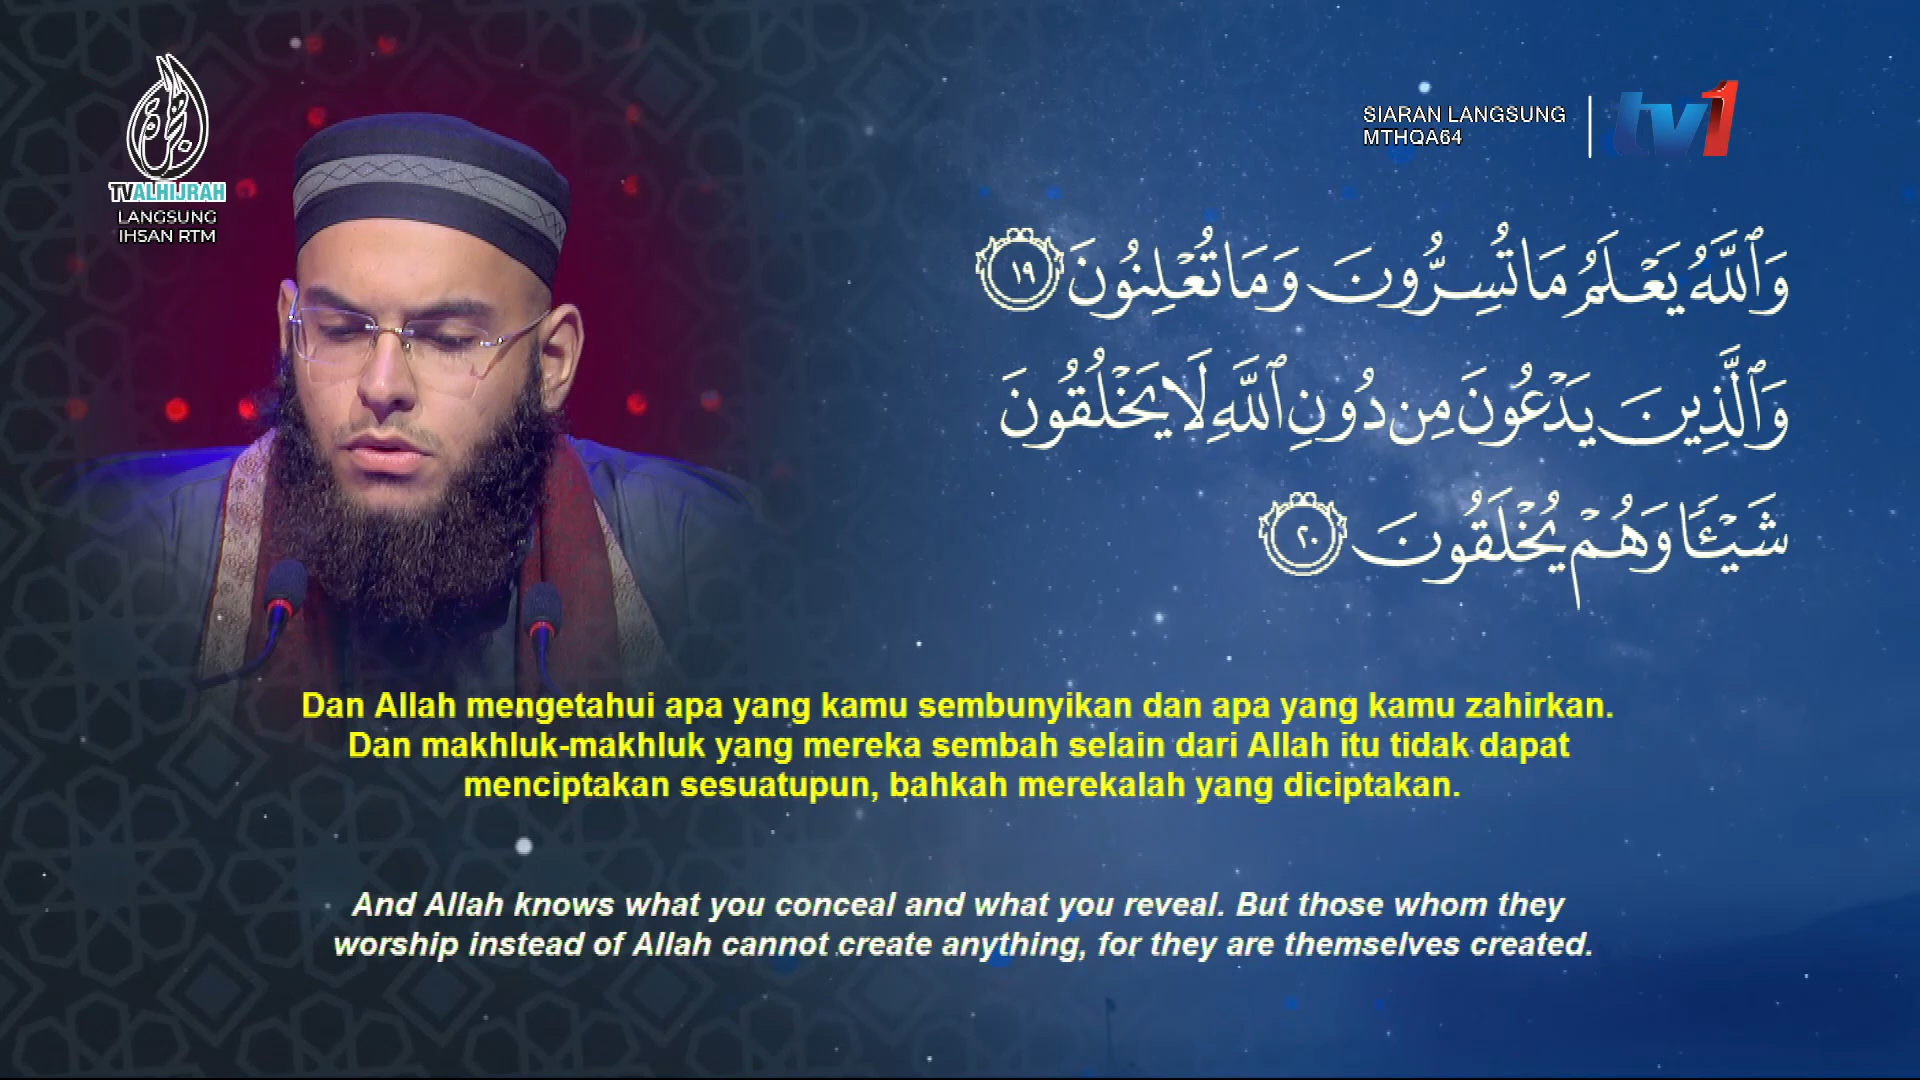 TVALHIJRAH
LANGSUNG
IHSAN RTM
SIARAN LANGSUNG
MTHQA64
tv1
وَٱللَّهُ يَعْلَمُ مَا تُسِرُّونَ وَمَا تُعْلِنُونَ ١٩
وَٱلَّذِينَ يَدْعُونَ مِن دُونِ ٱللَّهِ لَا يَخْلُقُونَ
شَيْـًٔا وَهُمْ يُخْلَقُونَ ٢٠
Dan Allah mengetahui apa yang kamu sembunyikan dan apa yang kamu zahirkan.
Dan makhluk-makhluk yang mereka sembah selain dari Allah itu tidak dapat
menciptakan sesuatupun, bahkah merekalah yang diciptakan.
And Allah knows what you conceal and what you reveal. But those whom they
worship instead of Allah cannot create anything, for they are themselves created.